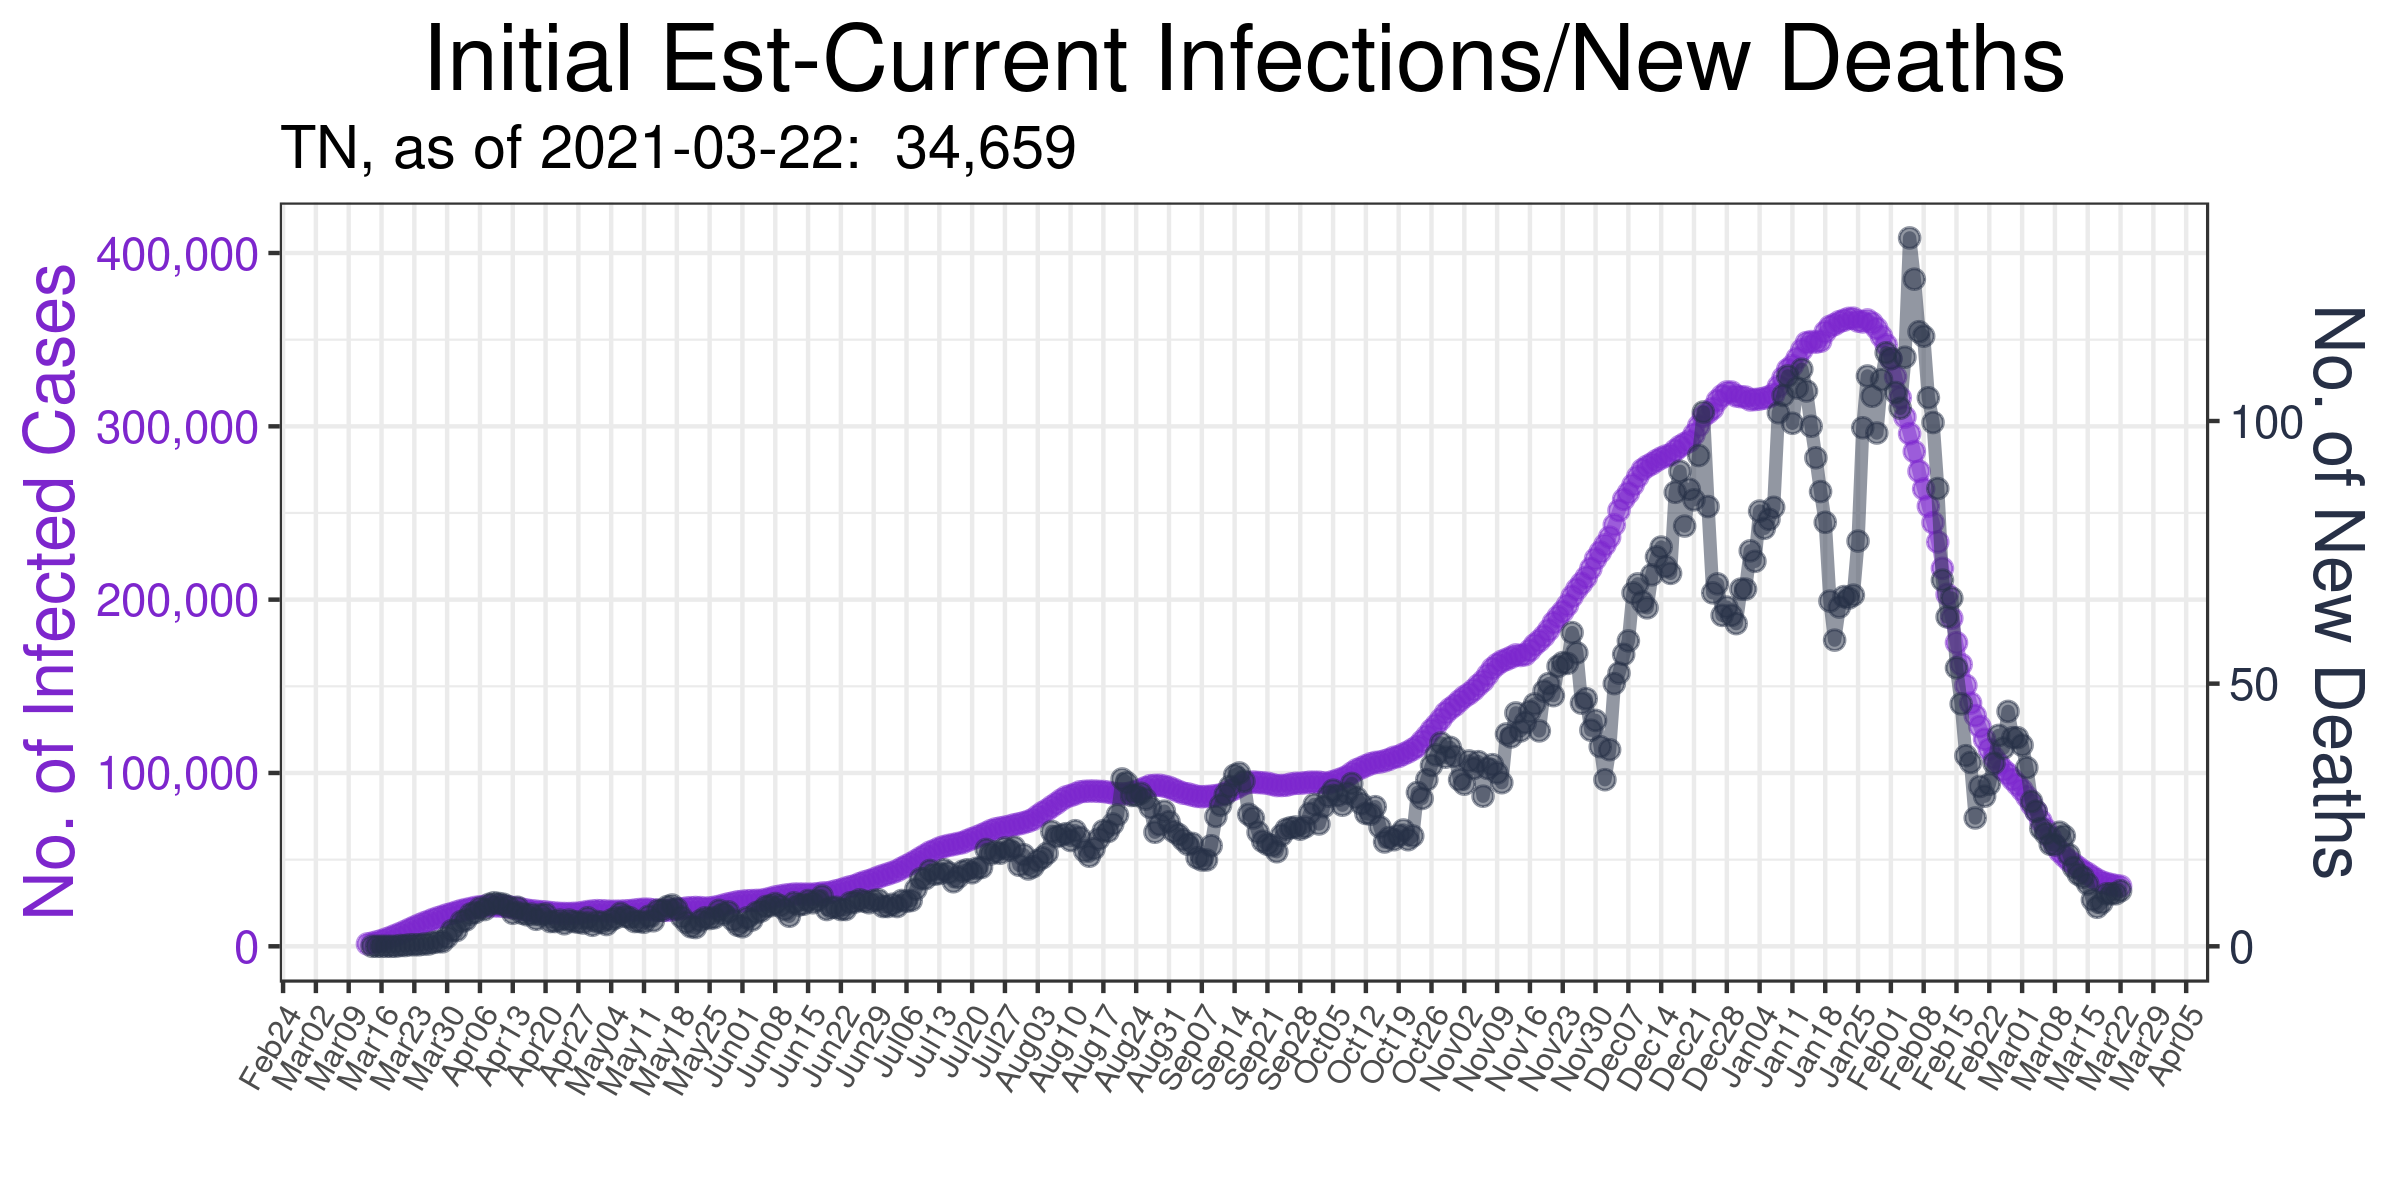 Initial Est-Current Infections/New Deaths
TN, as of 2021-03-22:  34,659
No. of Infected Cases
400,000
300,000
200,000
100,000
0
No. of New Deaths
100
50
0
Feb24
Mar02
Mar09
Mar16
Mar23
Mar30
Apr06
Apr13
Apr20
Apr27
May04
May11
May18
May25
Jun01
Jun08
Jun15
Jun22
Jun29
Jul06
Jul13
Jul20
Jul27
Aug03
Aug10
Aug17
Aug24
Aug31
Sep07
Sep14
Sep21
Sep28
Oct05
Oct12
Oct19
Oct26
Nov02
Nov09
Nov16
Nov23
Nov30
Dec07
Dec14
Dec21
Dec28
Jan04
Jan11
Jan18
Jan25
Feb01
Feb08
Feb15
Feb22
Mar01
Mar08
Mar15
Mar22
Mar29
Apr05